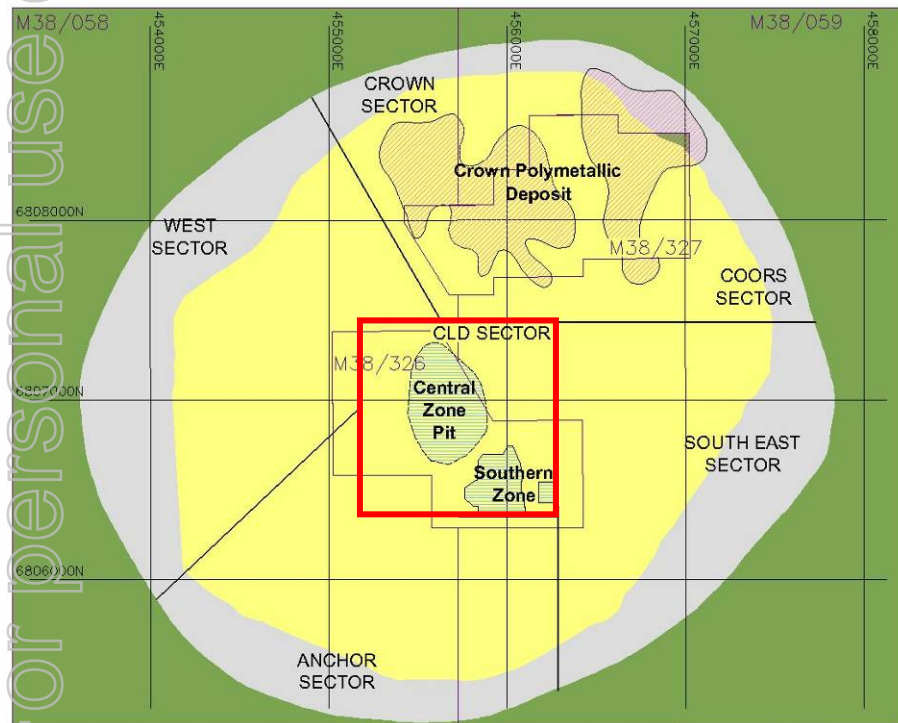 M38/058
M38/059
454000E
455000E
456000E
457000E
458000E
CROWN
SECTOR
Crown Polymetallic
Deposit
6808000N
WEST
SECTOR
M38/327
COORS
SECTOR
CLD SECTOR
M38/326
6807000N
Central
Zone
Pit
SOUTH EAST
SECTOR
Southern
Zone
6806000N
ANCHOR
SECTOR
or personal use